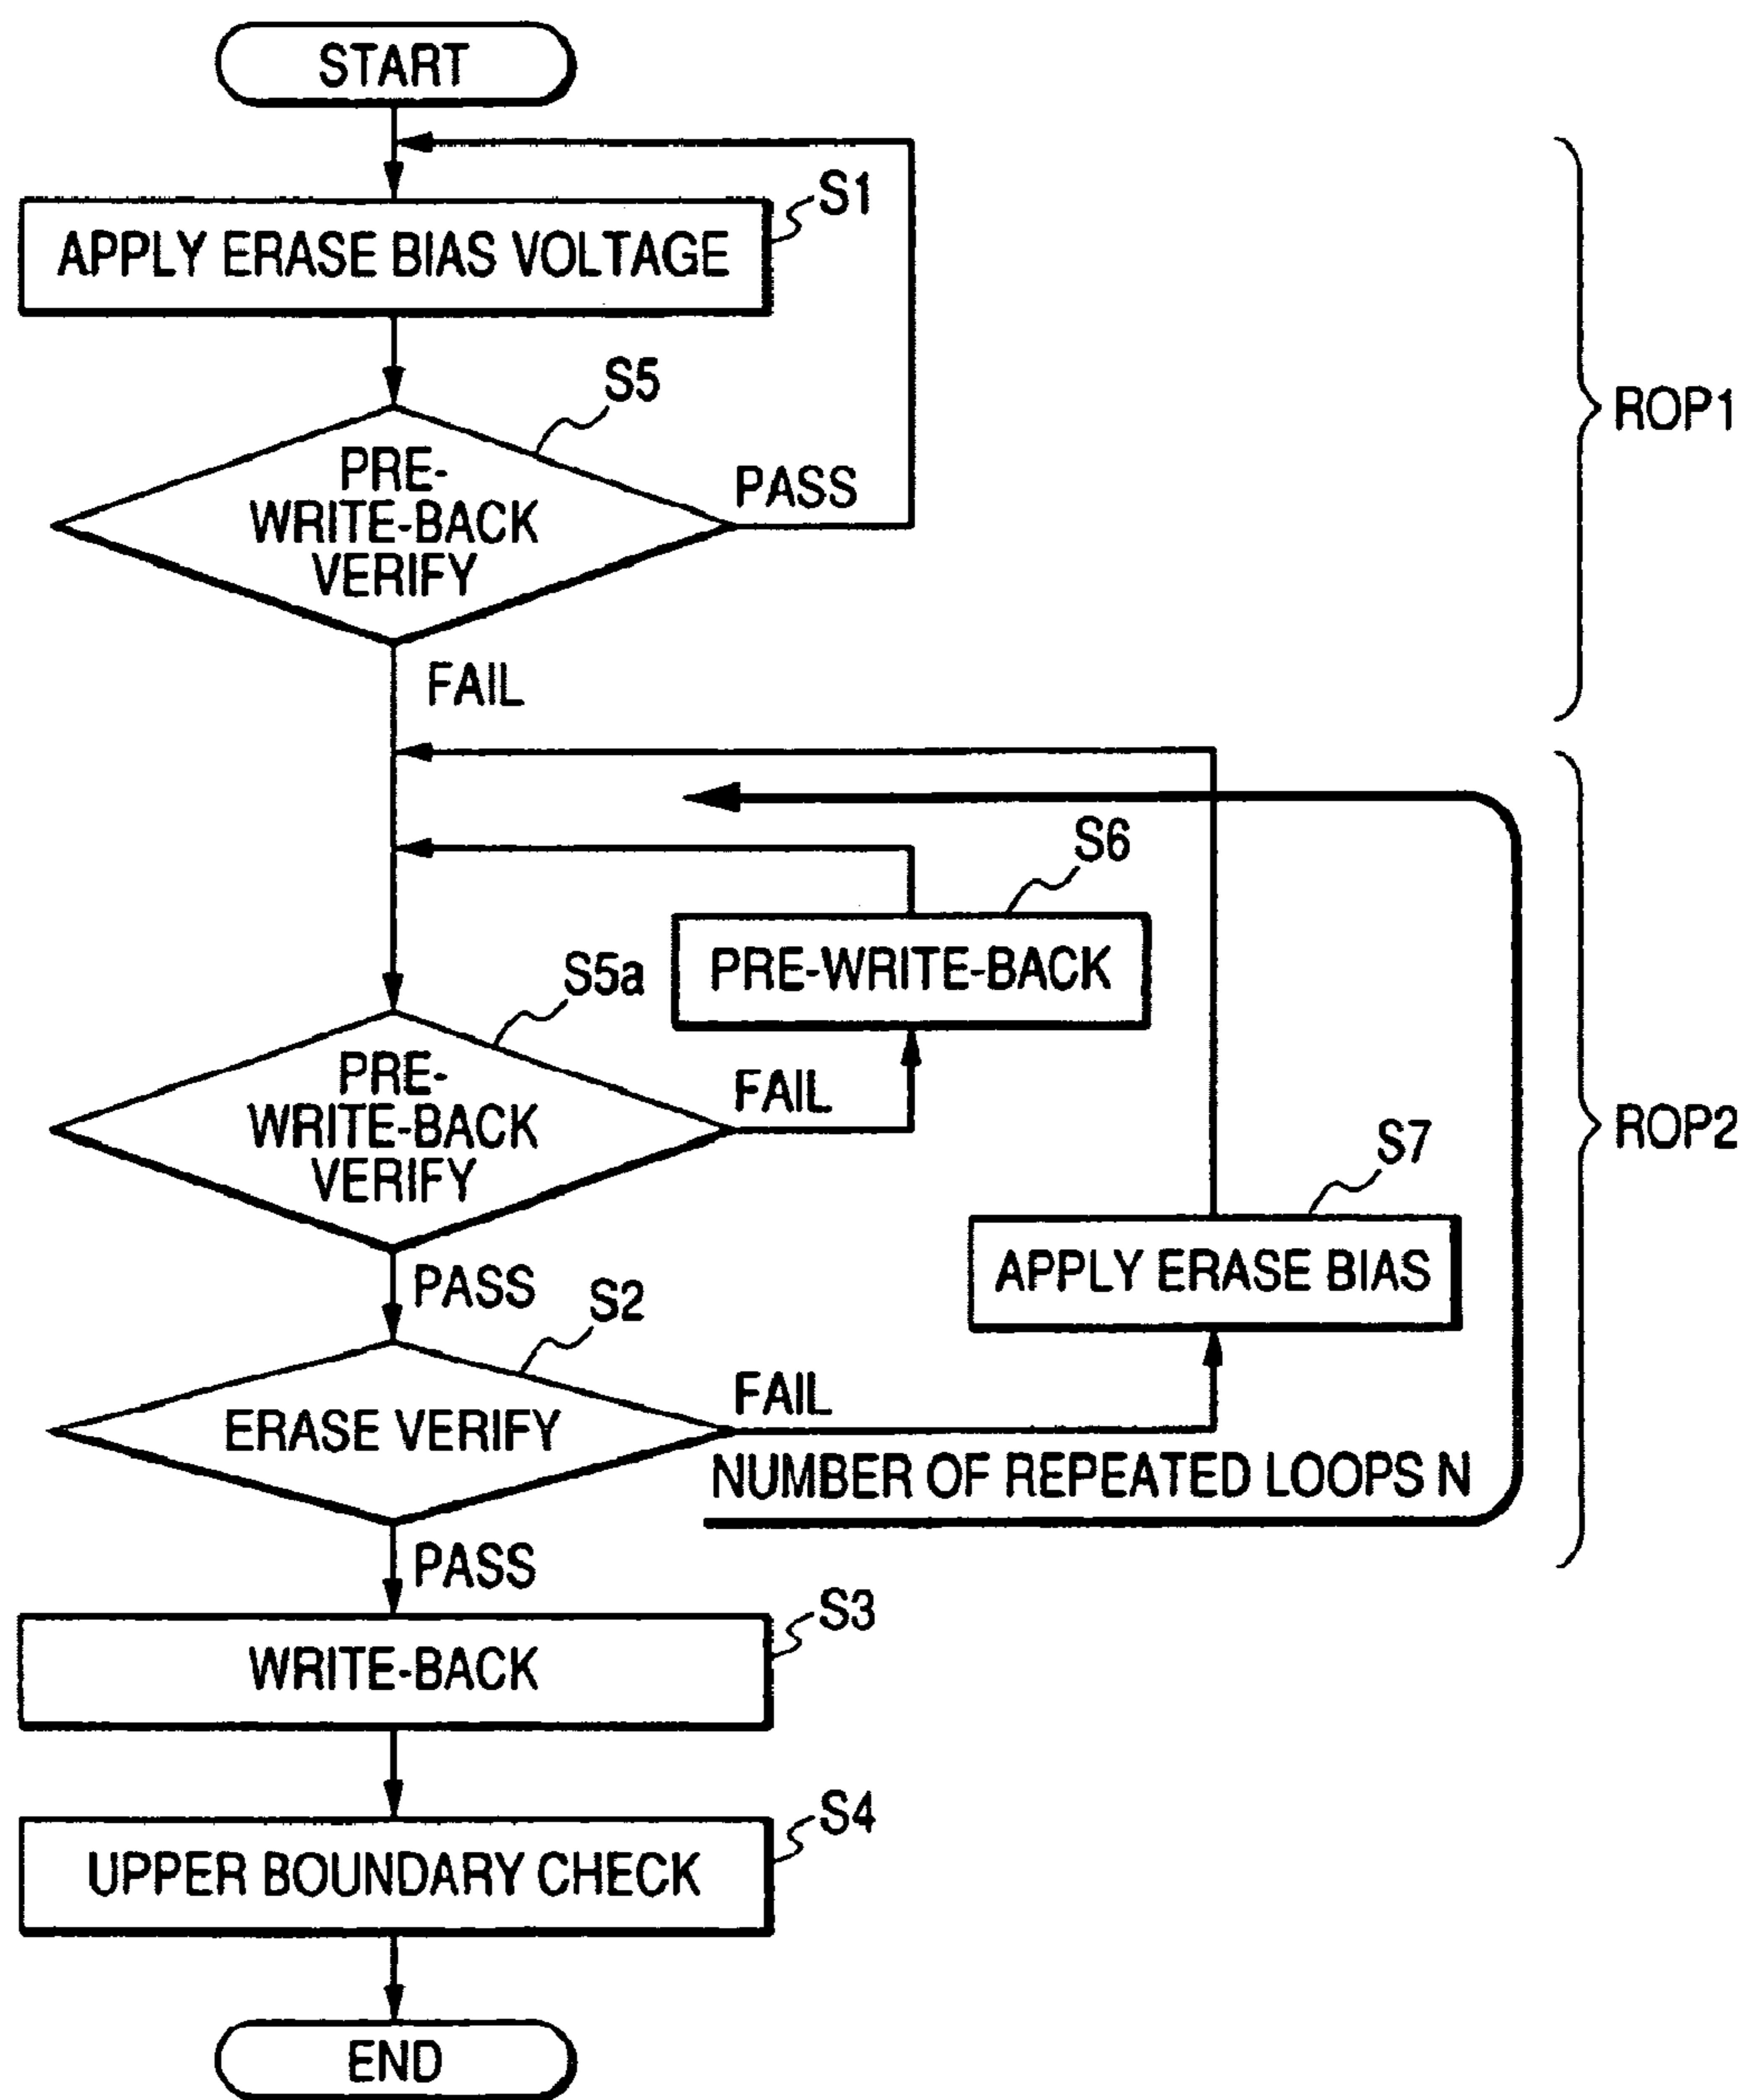 START
S1
APPLY ERASE BIAS VOLTAGE
S5
PRE-
WRITE-BACK
VERIFY
PASS
ROP1
FAIL
S6
PRE-WRITE-BACK
S5a
PRE-
WRITE-BACK
VERIFY
FAIL
ROP2
S7
APPLY ERASE BIAS
PASS
S2
ERASE VERIFY
FAIL
NUMBER OF REPEATED LOOPS N
PASS
S3
WRITE-BACK
S4
UPPER BOUNDARY CHECK
END